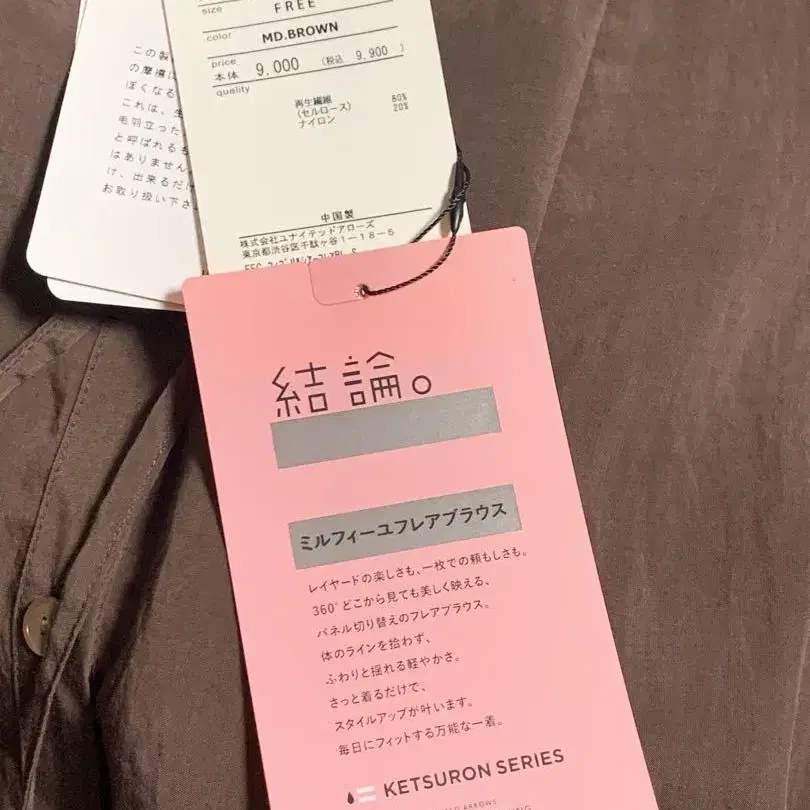 この製
の摩擦に
ぽくなる
これは、生
毛羽立った
と呼ばれる
はありません
け、出来るだけ
お取り扱い下さ
size FREE
color MD.BROWN
price
本体 9,000 (税込 9,900 )
quality
再生繊維 80%
(セルロース)
ナイロン 20%
中国製
株式会社ユナイテッドアローズ
東京都渋谷区千駄ヶ谷1-18-5
結論。
ミルフィーユフレアブラウス
レイヤードの楽しさも、一枚での頼もしさも。
360°どこから見ても美しく映える、
パネル切り替えのフレアブラウス。
体のラインを拾わず、
ふわりと揺れる軽やかさ。
さっと着るだけで、
スタイルアップが叶います。
毎日にフィットする万能な一着。
KETSURON SERIES
ARROWS